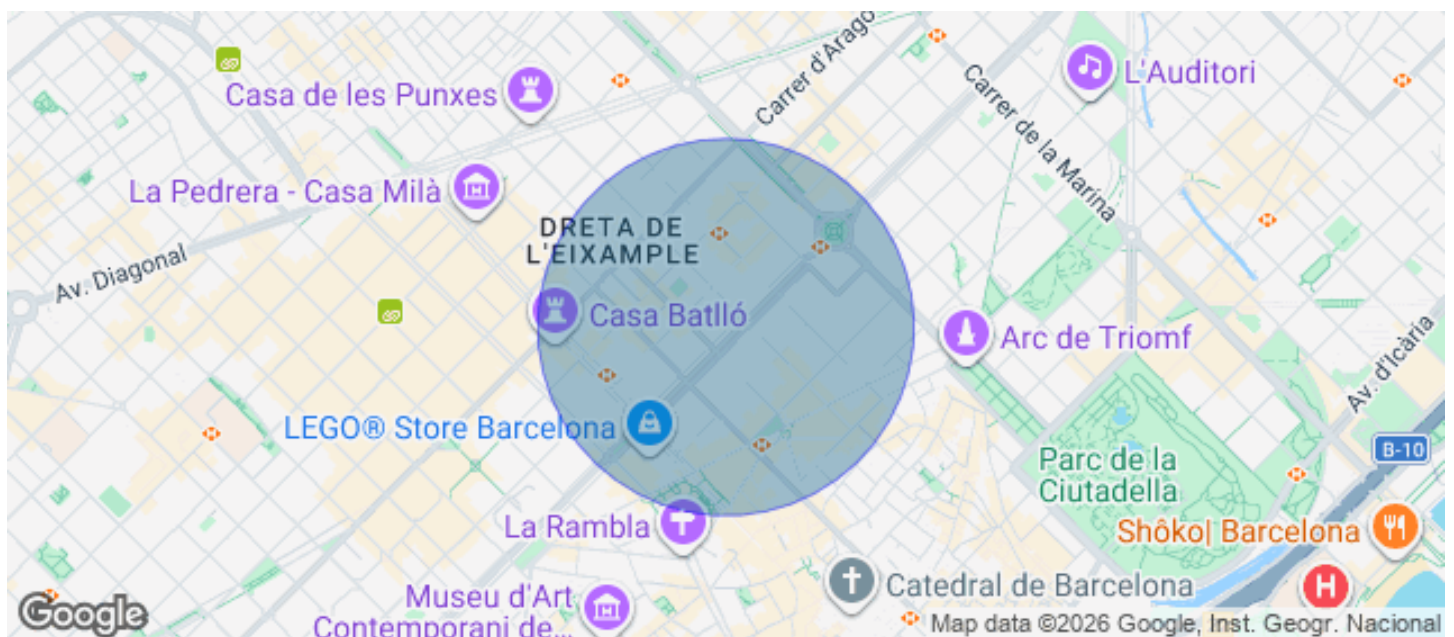 Carrer d'Arago
Casa de les Punxes
L'Auditori
Carrer de la Marina
La Pedrera - Casa Milà
DRETA DE
L'EIXAMPLE
Av. Diagonal
Casa Batlló
Arc de Triomf
Av. d'Icària
LEGO® Store Barcelona
B-10
Parc de la
Ciutadella
La Rambla
Shôko| Barcelona
Catedral de Barcelona
H
Museu d'Art
Contemporani de...
Google
Map data ©2026 Google, Inst. Geogr. Nacional